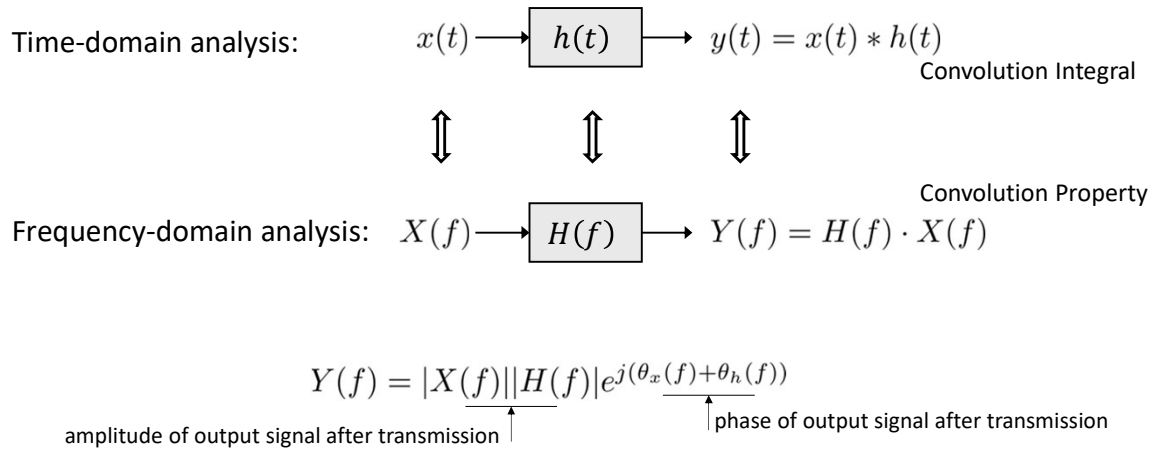 Time-domain analysis: x(t) h(t) y(t) = x(t) ∗ h(t)
Convolution Integral
Convolution Property
Frequency-domain analysis: X(f) H(f) Y(f) = H(f) · X(f)
Y(f) = |X(f)||H(f)|e^{j(θ_x(f)+θ_h(f))}
amplitude of output signal after transmission phase of output signal after transmission